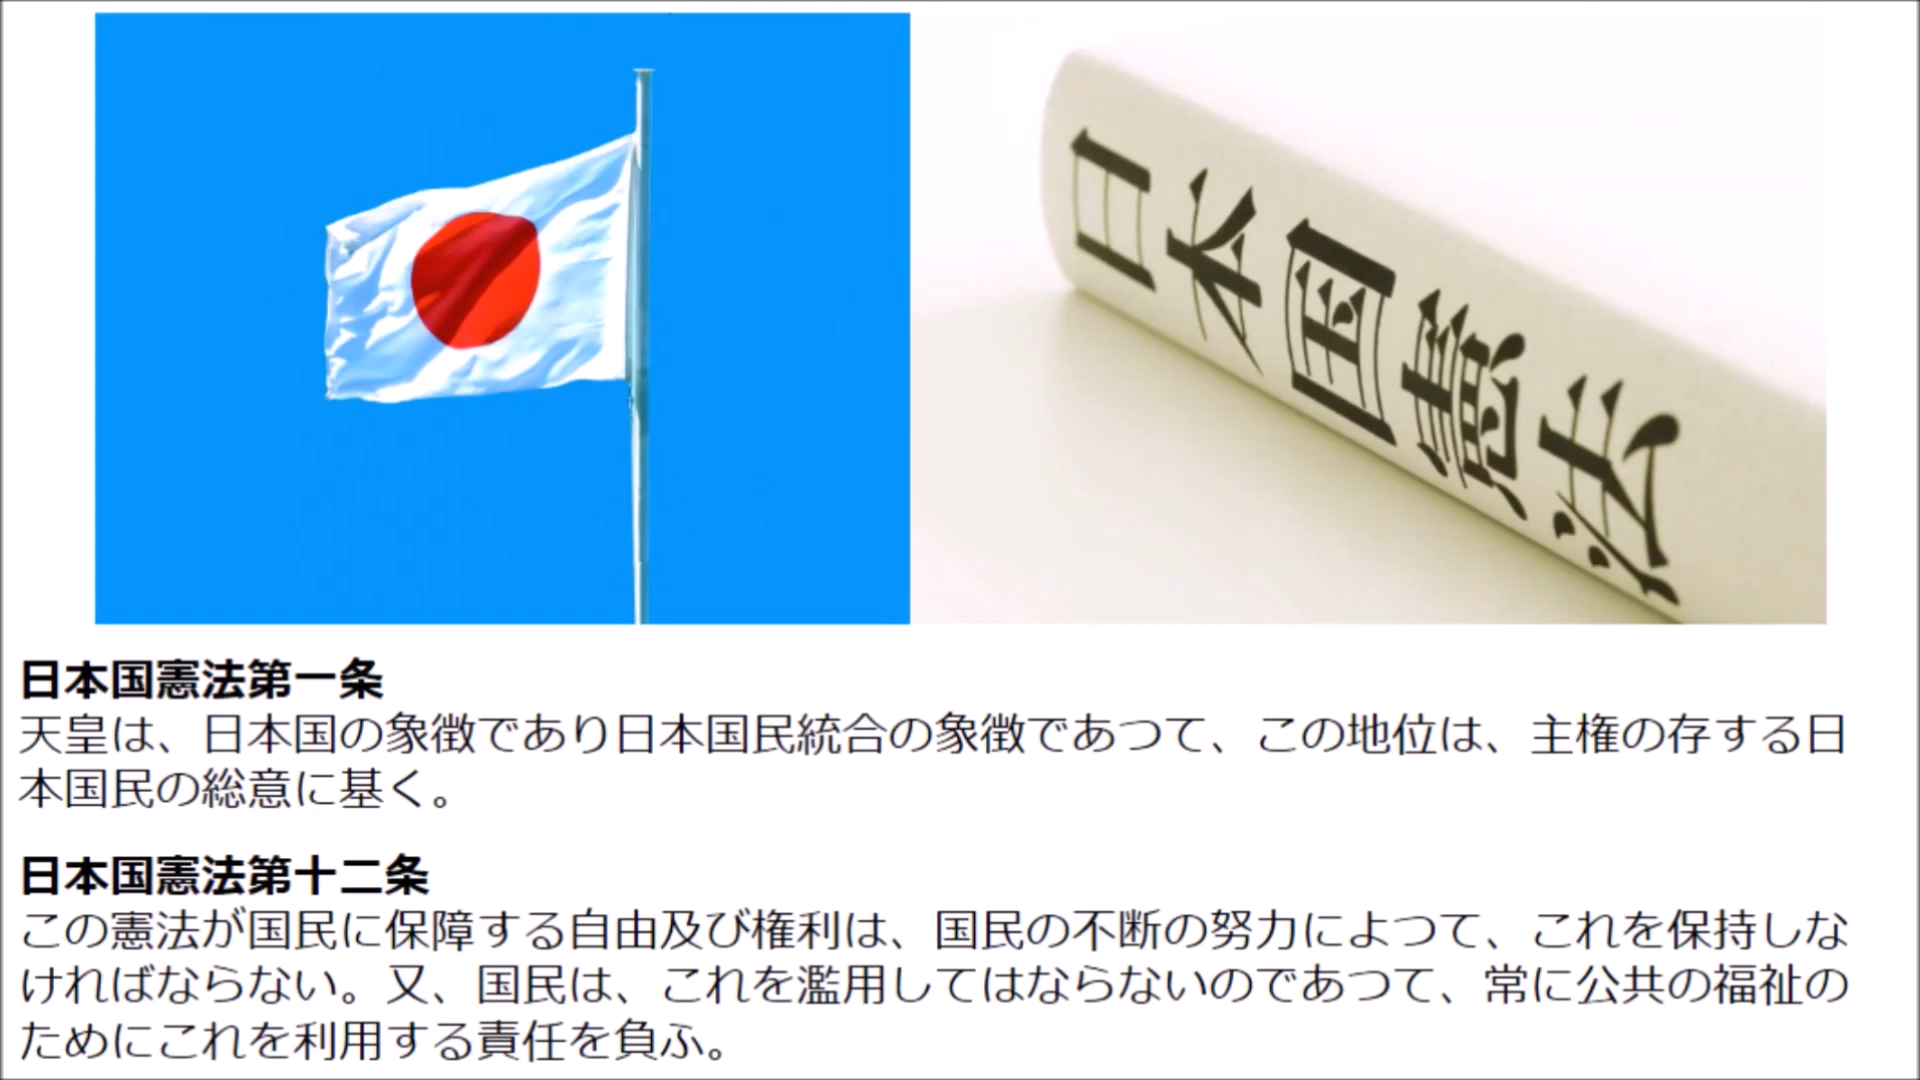 日本国憲法
日本国憲法第一条
天皇は、日本国の象徴であり日本国民統合の象徴であつて、この地位は、主権の存する日
本国民の総意に基く。
日本国憲法第十二条
この憲法が国民に保障する自由及び権利は、国民の不断の努力によつて、これを保持しな
ければならない。又、国民は、これを濫用してはならないのであつて、常に公共の福祉の
ためにこれを利用する責任を負ふ。